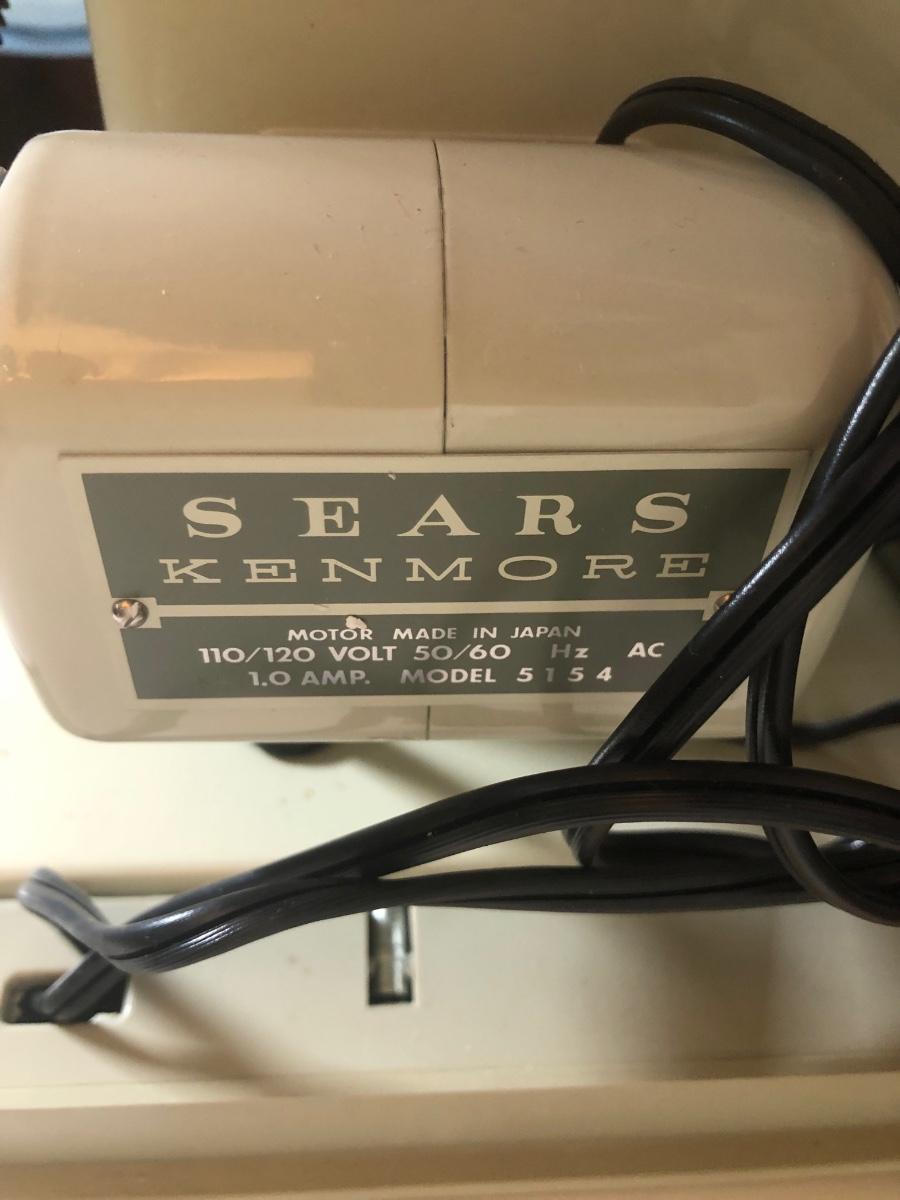 SEARS
KENMORE
MOTOR MADE IN JAPAN
110/120 VOLT 50/60 Hz AC
1.0 AMP. MODEL 5154